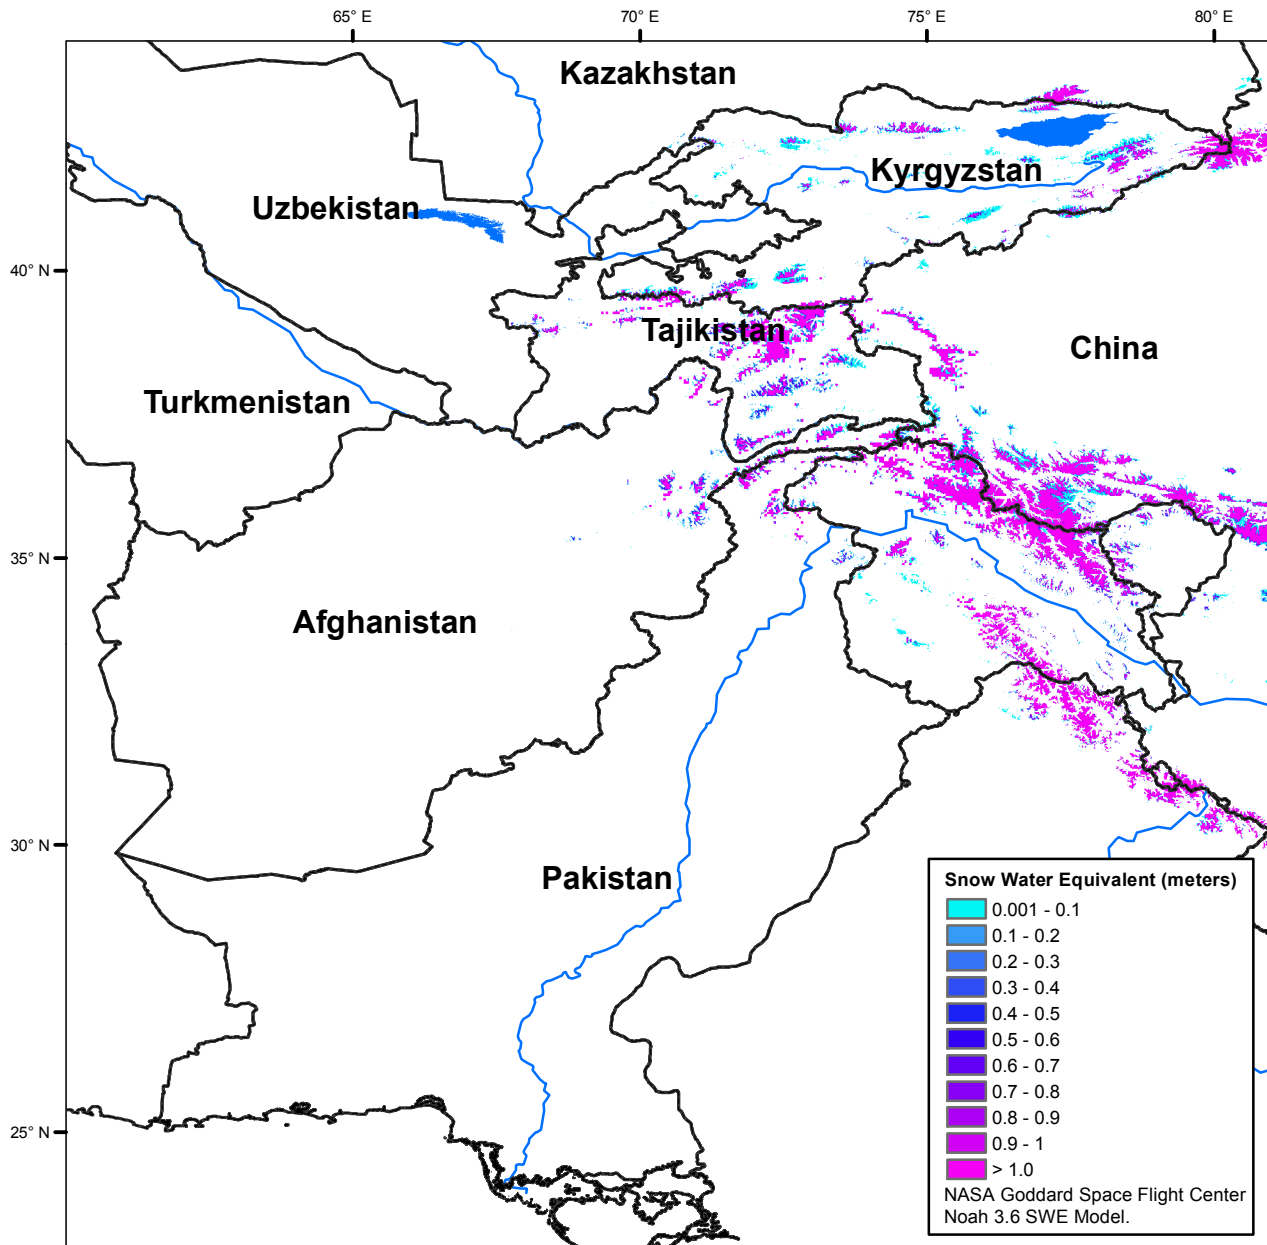 65° E
70° E
75° E
80° E
Kazakhstan
Kyrgyzstan
Uzbekistan
40° N
Tajikistan
China
Turkmenistan
35° N
Afghanistan
30° N
Pakistan
25° N
Snow Water Equivalent (meters)
0.001 - 0.1
0.1 - 0.2
0.2 - 0.3
0.3 - 0.4
0.4 - 0.5
0.5 - 0.6
0.6 - 0.7
0.7 - 0.8
0.8 - 0.9
0.9 - 1
> 1.0
NASA Goddard Space Flight Center
Noah 3.6 SWE Model.